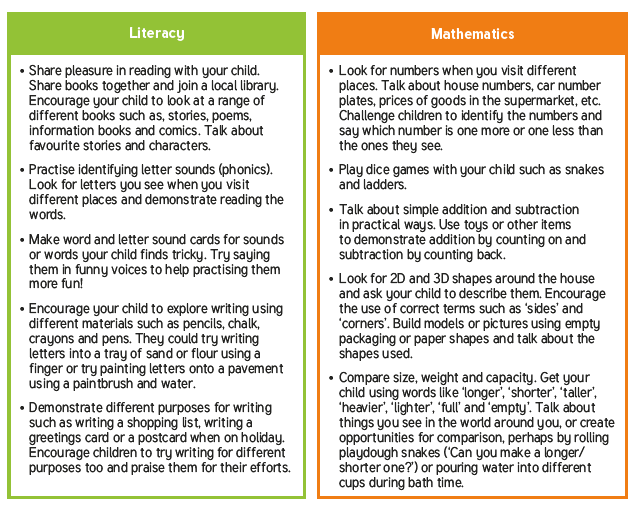 Literacy
• Share pleasure in reading with your child.
Share books together and join a local library.
Encourage your child to look at a range of
different books such as, stories, poems,
information books and comics. Talk about
favourite stories and characters.
• Practise identifying letter sounds (phonics).
Look for letters you see when you visit
different places and demonstrate reading the
words.
• Make word and letter sound cards for sounds
or words your child finds tricky. Try saying
them in funny voices to help practising them
more fun!
• Encourage your child to explore writing using
different materials such as pencils, chalk,
crayons and pens. They could try writing
letters into a tray of sand or flour using a
finger or try painting letters onto a pavement
using a paintbrush and water.
• Demonstrate different purposes for writing
such as writing a shopping list, writing a
greetings card or a postcard when on holiday.
Encourage children to try writing for different
purposes too and praise them for their efforts.
Mathematics
• Look for numbers when you visit different
places. Talk about house numbers, car number
plates, prices of goods in the supermarket, etc.
Challenge children to identify the numbers and
say which number is one more or one less than
the ones they see.
• Play dice games with your child such as snakes
and ladders.
• Talk about simple addition and subtraction
in practical ways. Use toys or other items
to demonstrate addition by counting on and
subtraction by counting back.
• Look for 2D and 3D shapes around the house
and ask your child to describe them. Encourage
the use of correct terms such as ‘sides’ and
‘corners’. Build models or pictures using empty
packaging or paper shapes and talk about the
shapes used.
• Compare size, weight and capacity. Get your
child using words like ‘longer’, ‘shorter’, ‘taller’,
‘heavier’, ‘lighter’, ‘full’ and ‘empty’. Talk about
things you see in the world around you, or create
opportunities for comparison, perhaps by rolling
playdough snakes (‘Can you make a longer/
shorter one?’) or pouring water into different
cups during bath time.